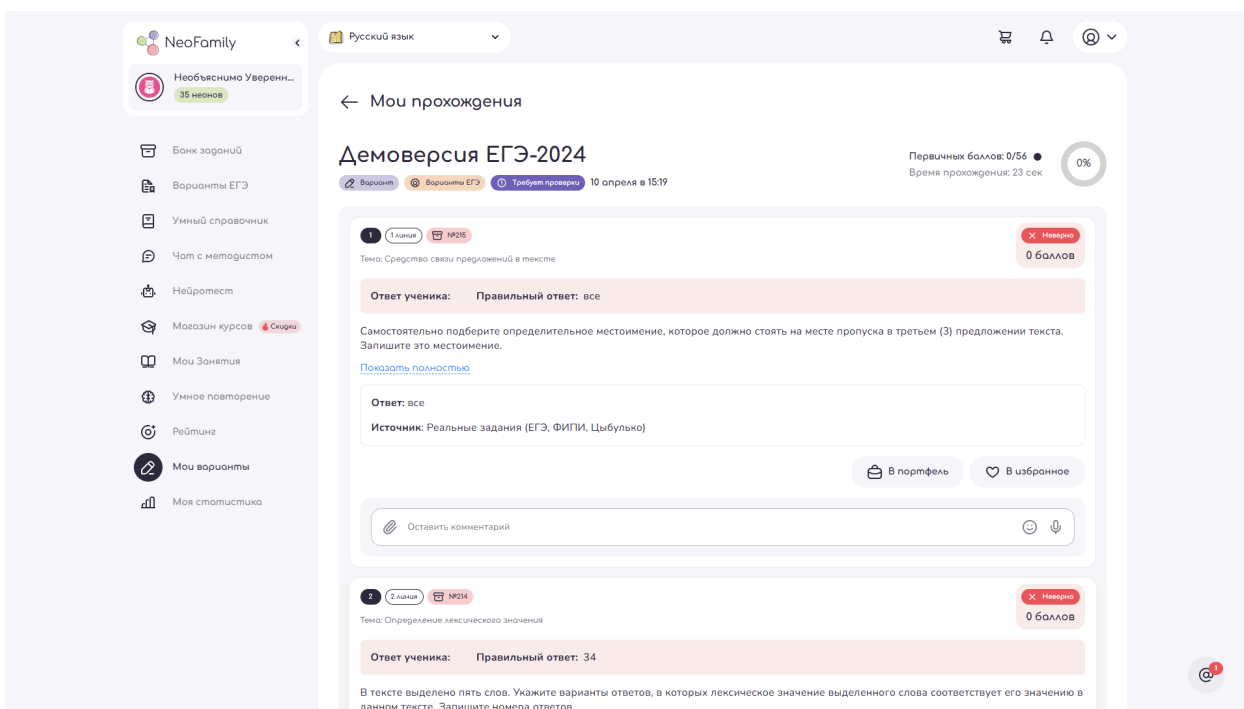 NeoFamily
Русский язык
Необъяснимо Уверенн...
35 неонов
Банк заданий
Варианты ЕГЭ
Умный справочник
Чат с методистом
Нейротест
Магазин курсов Скидки
Мои Занятия
Умное повторение
Рейтинг
Мои варианты
Моя статистика
Мои прохождения
Демоверсия ЕГЭ-2024
Вариант Варианты ЕГЭ Требует проверки 10 апреля в 15:19
Первичных баллов: 0/56
Время прохождения: 23 сек
0%
1 1 линия №215
Неверно
0 баллов
Тема: Средства связи предложений в тексте
Ответ ученика: Правильный ответ: все
Самостоятельно подберите определительное местоимение, которое должно стоять на месте пропуска в третьем (3) предложении текста.
Запишите это местоимение.
Показать полностью
Ответ: все
Источник: Реальные задания (ЕГЭ, ФИПИ, Цыбулько)
В портфель В избранное
Оставить комментарий
2 2 линия №214
Неверно
0 баллов
Тема: Определение лексического значения
Ответ ученика: Правильный ответ: 34
В тексте выделено пять слов. Укажите варианты ответов, в которых лексическое значение выделенного слова соответствует его значению в
данном тексте. Запишите номера ответов.
1